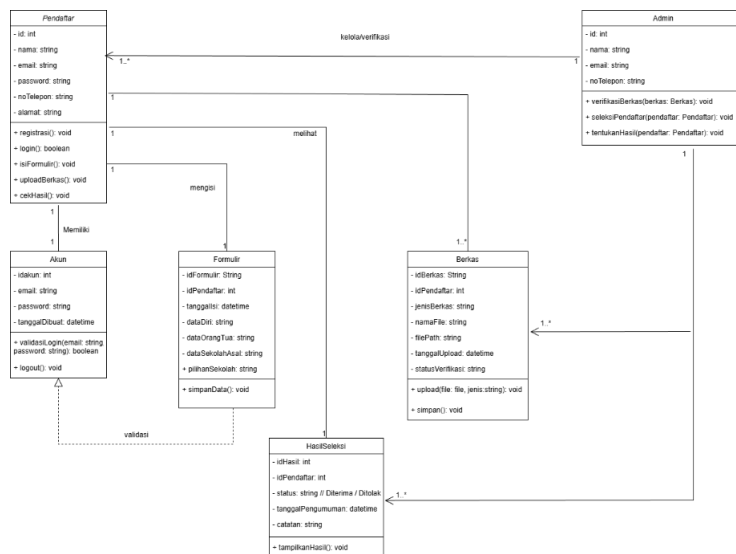 Pendaftar
- id: int
- nama: string
- email: string
- password: string
- noTelepon: string
- alamat: string
+ registrasi(): void
+ login(): boolean
+ isiFormulir(): void
+ uploadBerkas(): void
+ cekHasil(): void
Admin
- id: int
- nama: string
- email: string
- noTelepon: string
+ verifikasiBerkas(berkas: Berkas): void
+ seleksiPendaftar(pendaftar: Pendaftar): void
+ tentukanHasil(pendaftar: Pendaftar): void
kelola/verifikasi
1..*
1
1
1
melihat
1
mengisi
1
1
Memiliki
1
1
1..*
Akun
- idakun: int
- email: string
- password: string
- tanggalDibuat: datetime
+ validasiLogin(email: string,
password: string): boolean
+ logout(): void
Formulir
- idFormulir: String
- idPendaftar: int
- tanggalIsi: datetime
- dataDiri: string
- dataOrangTua: string
- dataSekolahAsal: string
+ pilihanSekolah: string
+ simpanData(): void
Berkas
- idBerkas: String
- idPendaftar: int
- jenisBerkas: string
- namaFile: string
- filePath: string
- tanggalUpload: datetime
- statusVerifikasi: string
+ upload(file: file, jenis:string): void
+ simpan(): void
1..*
validasi
1
HasilSeleksi
- idHasil: int
- idPendaftar: int
- status: string // Diterima / Ditolak
- tanggalPengumuman: datetime
- catatan: string
+ tampilkanHasil(): void
1..*